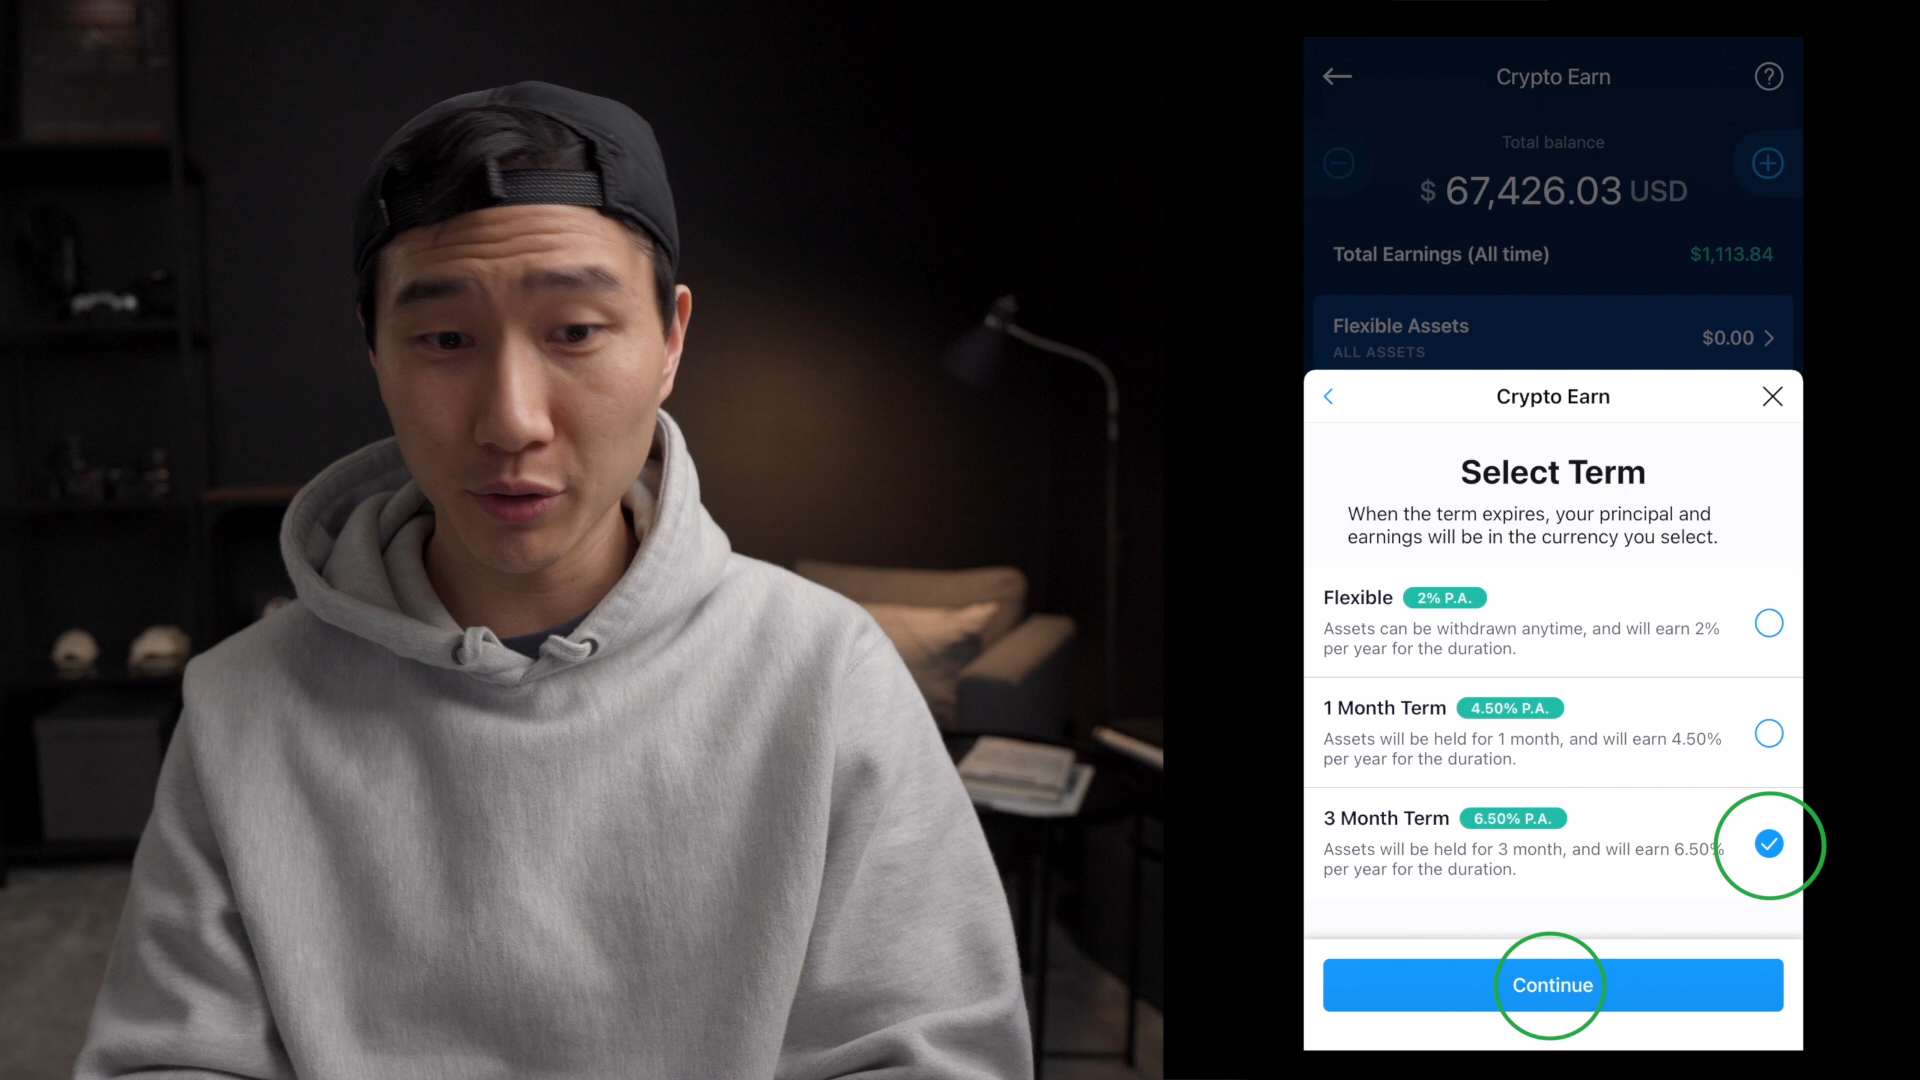 Crypto Earn
Total balance
$ 67,426.03 USD
Total Earnings (All time) $1,113.84
Flexible Assets
ALL ASSETS
$0.00
Crypto Earn
Select Term
When the term expires, your principal and
earnings will be in the currency you select.
Flexible 2% P.A.
Assets can be withdrawn anytime, and will earn 2%
per year for the duration.
1 Month Term 4.50% P.A.
Assets will be held for 1 month, and will earn 4.50%
per year for the duration.
3 Month Term 6.50% P.A.
Assets will be held for 3 month, and will earn 6.50%
per year for the duration.
Continue